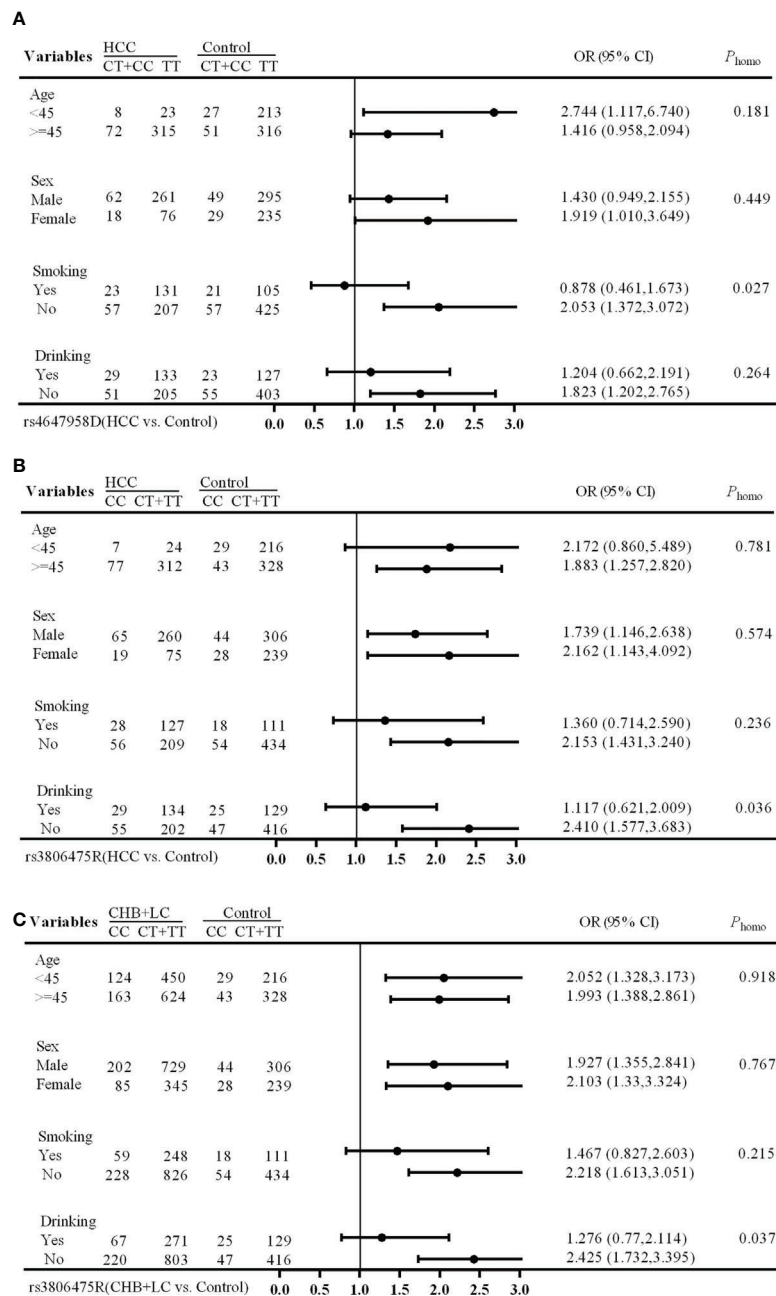 A
Variables HCC Control OR (95% CI) Phomo
CT+CC TT CT+CC TT
Age
<45 8 23 27 213 2.744 (1.117,6.740) 0.181
>=45 72 315 51 316 1.416 (0.958,2.094)
Sex
Male 62 261 49 295 1.430 (0.949,2.155) 0.449
Female 18 76 29 235 1.919 (1.010,3.649)
Smoking
Yes 23 131 21 105 0.878 (0.461,1.673) 0.027
No 57 207 57 425 2.053 (1.372,3.072)
Drinking
Yes 29 133 23 127 1.204 (0.662,2.191) 0.264
No 51 205 55 403 1.823 (1.202,2.765)
rs4647958D(HCC vs. Control) 0.0 0.5 1.0 1.5 2.0 2.5 3.0
B
Variables HCC Control OR (95% CI) Phomo
CC CT+TT CC CT+TT
Age
<45 7 24 29 216 2.172 (0.860,5.489) 0.781
>=45 77 312 43 328 1.883 (1.257,2.820)
Sex
Male 65 260 44 306 1.739 (1.146,2.638) 0.574
Female 19 75 28 239 2.162 (1.143,4.092)
Smoking
Yes 28 127 18 111 1.360 (0.714,2.590) 0.236
No 56 209 54 434 2.153 (1.431,3.240)
Drinking
Yes 29 134 25 129 1.117 (0.621,2.009) 0.036
No 55 202 47 416 2.410 (1.577,3.683)
rs3806475R(HCC vs. Control) 0.0 0.5 1.0 1.5 2.0 2.5 3.0
C
Variables CHB+LC Control OR (95% CI) Phomo
CC CT+TT CC CT+TT
Age
<45 124 450 29 216 2.052 (1.328,3.173) 0.918
>=45 163 624 43 328 1.993 (1.388,2.861)
Sex
Male 202 729 44 306 1.927 (1.355,2.841) 0.767
Female 85 345 28 239 2.103 (1.33,3.324)
Smoking
Yes 59 248 18 111 1.467 (0.827,2.603) 0.215
No 228 826 54 434 2.218 (1.613,3.051)
Drinking
Yes 67 271 25 129 1.276 (0.77,2.114) 0.037
No 220 803 47 416 2.425 (1.732,3.395)
rs3806475R(CHB+LC vs. Control) 0.0 0.5 1.0 1.5 2.0 2.5 3.0